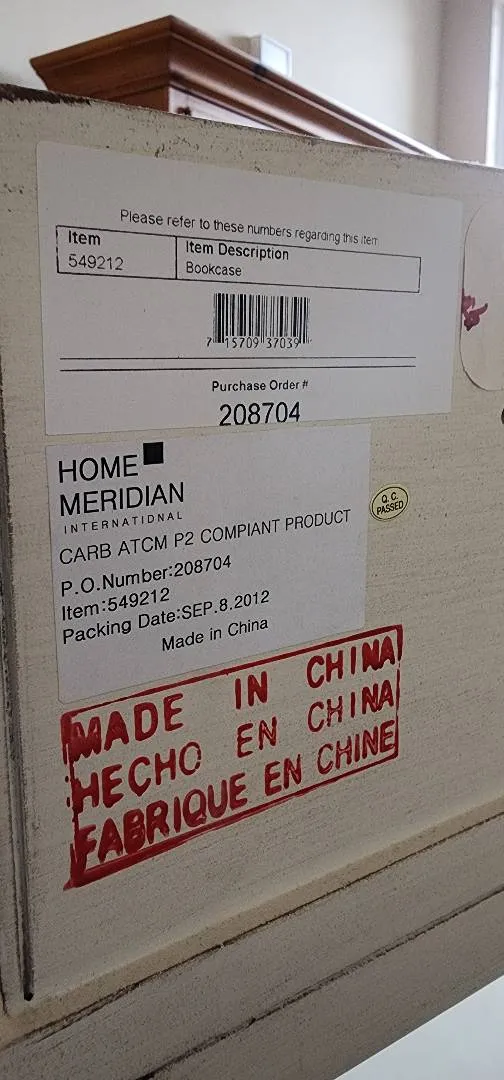 Please refer to these numbers regarding this item
Item
549212
Item Description
Bookcase
7 15709 37039
Purchase Order #
208704
HOME
MERIDIAN
INTERNATIONAL
CARB ATCM P2 COMPIANT PRODUCT
P.O.Number:208704
Item:549212
Packing Date:SEP.8.2012
Made in China
Q.C.
PASSED
MADE IN CHINA
HECHO EN CHINA
FABRIQUE EN CHINE